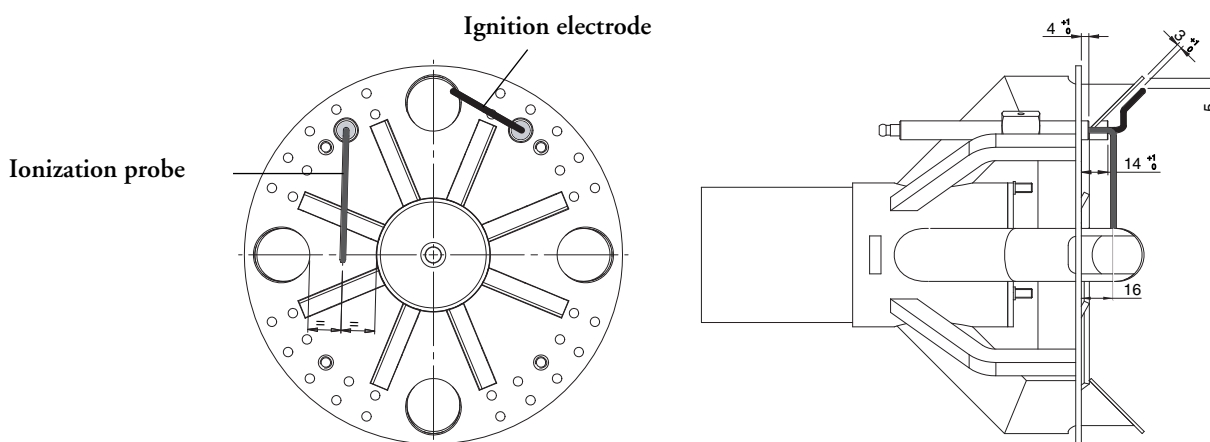 Ignition electrode
Ionization probe
= =
4 +1 0
3 +1 0
5
14 +1 0
16